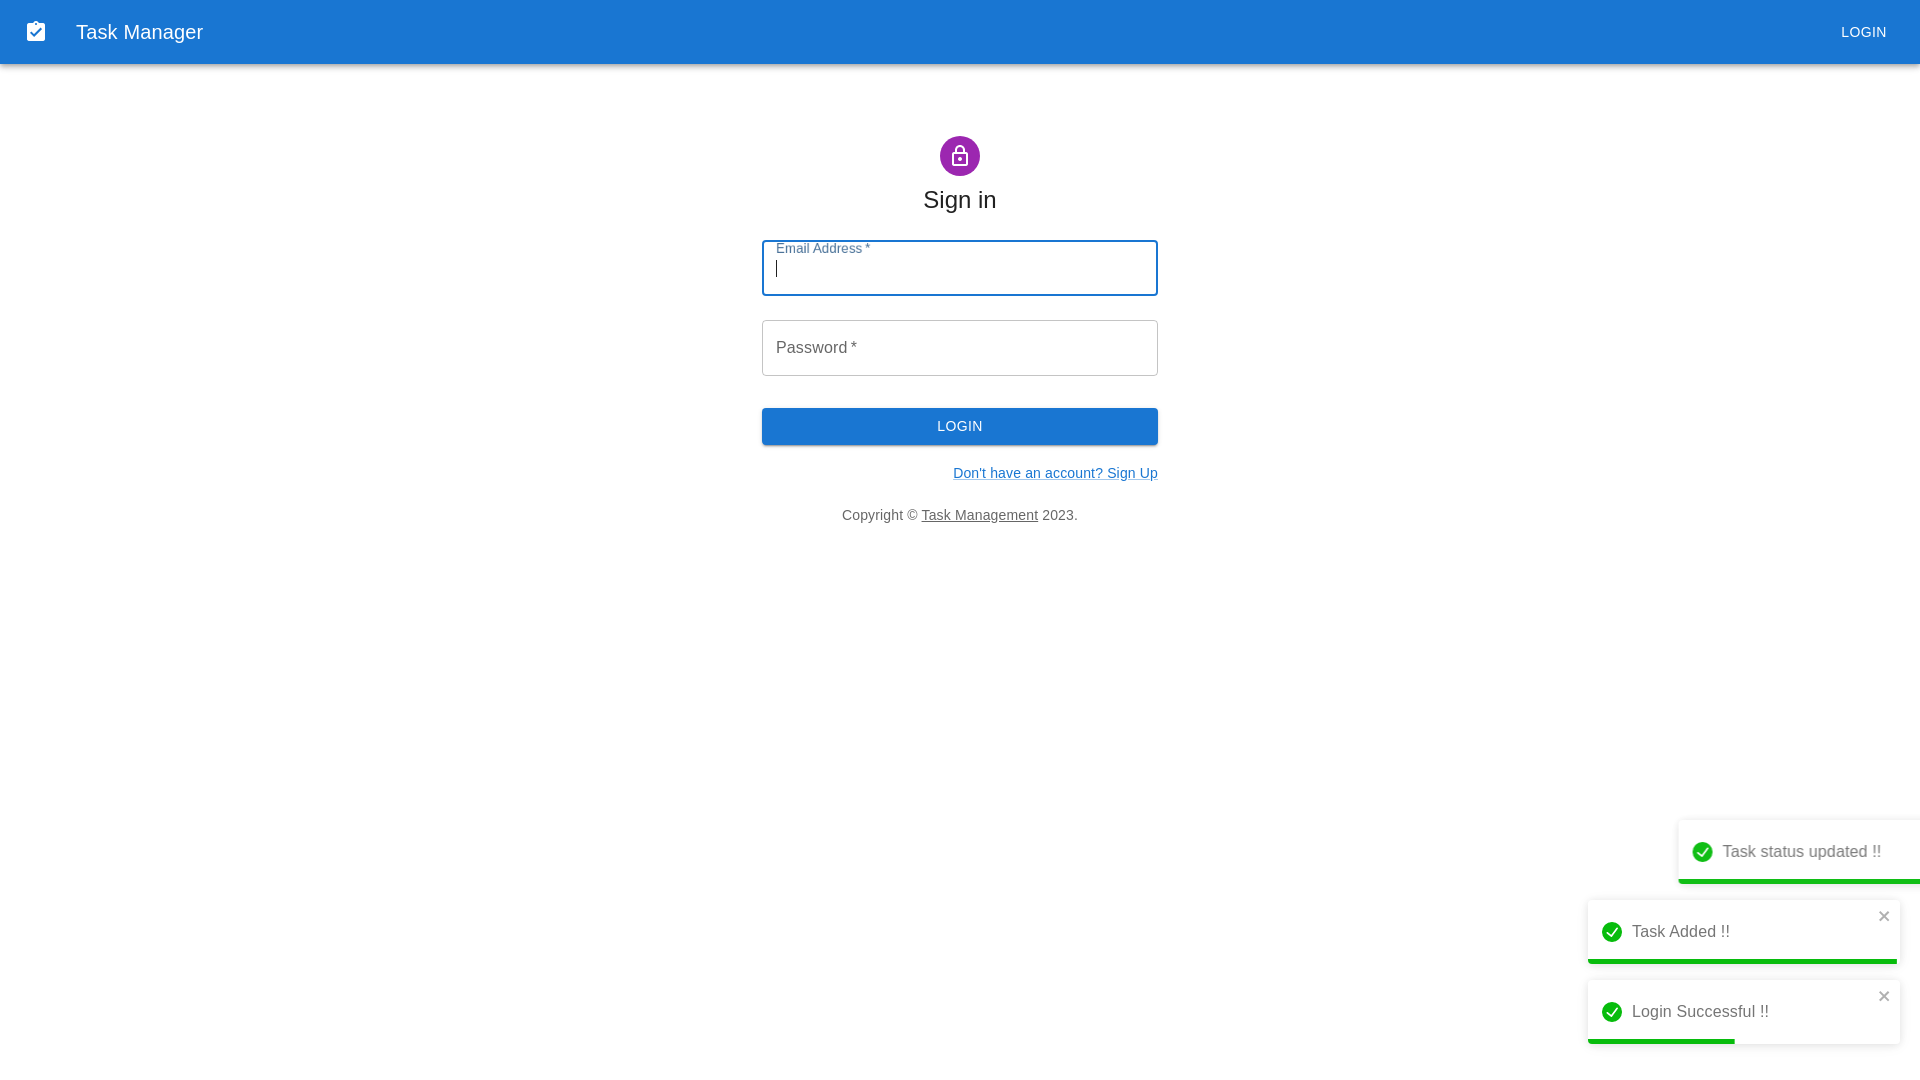 Task Manager
LOGIN
Sign in
Email Address *
Password *
LOGIN
Don't have an account? Sign Up
Copyright © Task Management 2023.
Task status updated !!
Task Added !!
Login Successful !!